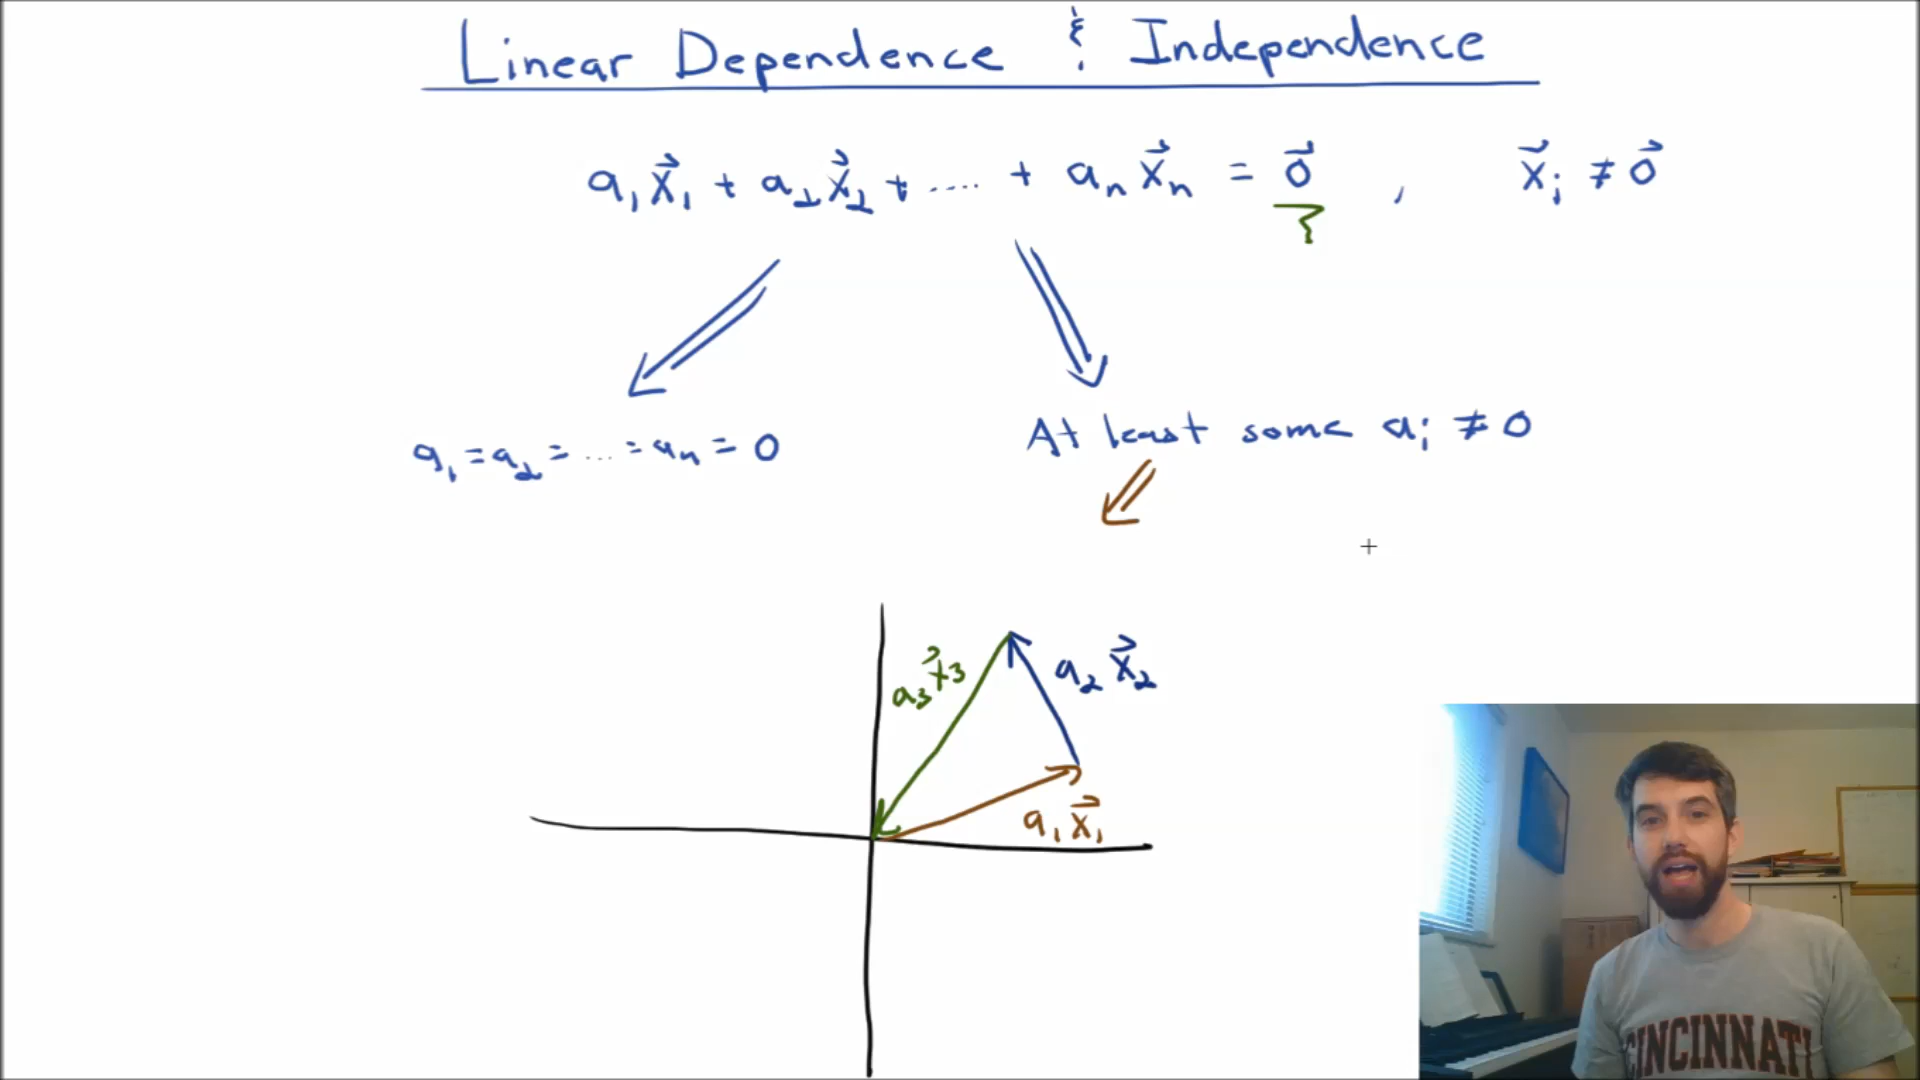 Linear Dependence & Independence
a₁x⃗₁ + a₂x⃗₂ + .... + aₙx⃗ₙ = 0⃗ , x⃗ᵢ ≠ 0⃗
?
a₁ = a₂ = ... = aₙ = 0
At least some aᵢ ≠ 0
a₃x⃗₃
a₂x⃗₂
a₁x⃗₁
CINCINNATI